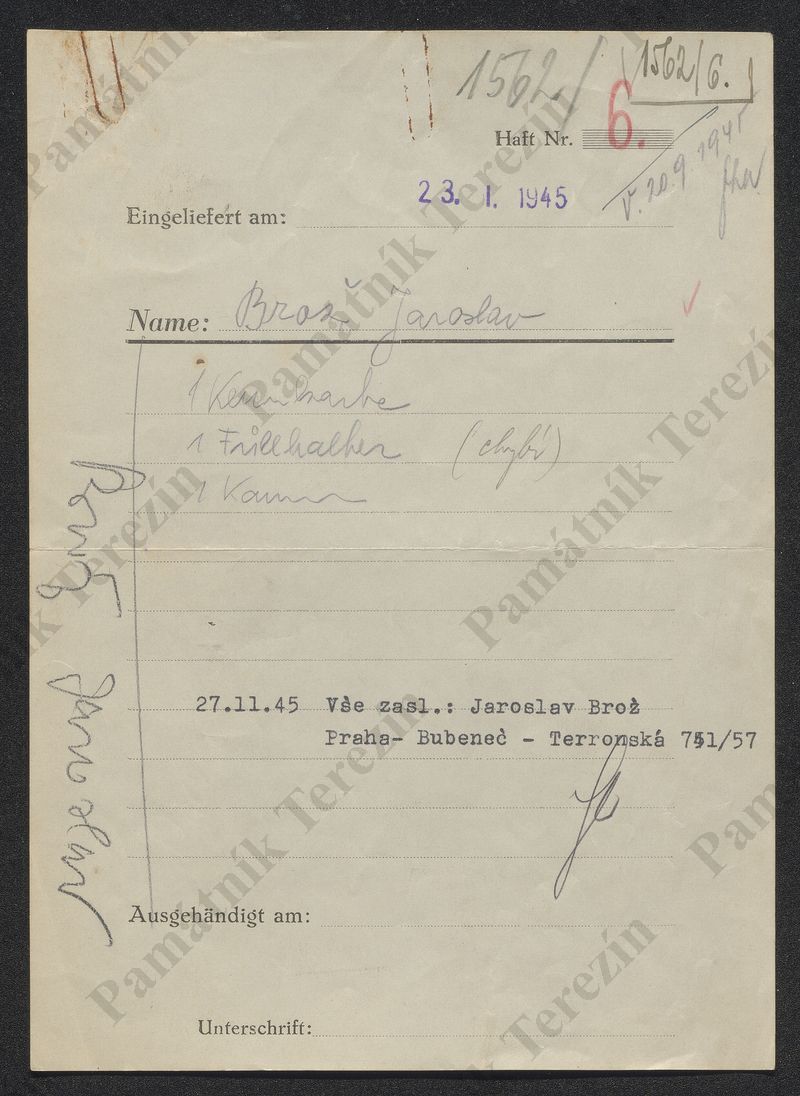 1562/
1562/6.
Haft Nr. 6.
V. 20.9.1945
Eingeliefert am: 23. I. 1945
Name: Brož Jaroslav
1 Kennkarte
1 Füllhalter (chybí)
1 Kamm
27.11.45 Vše zasl.: Jaroslav Brož
Praha- Bubeneč - Terronská 751/57
Ausgehändigt am:
Unterschrift:
Brož Jaroslav
Památník Terezín